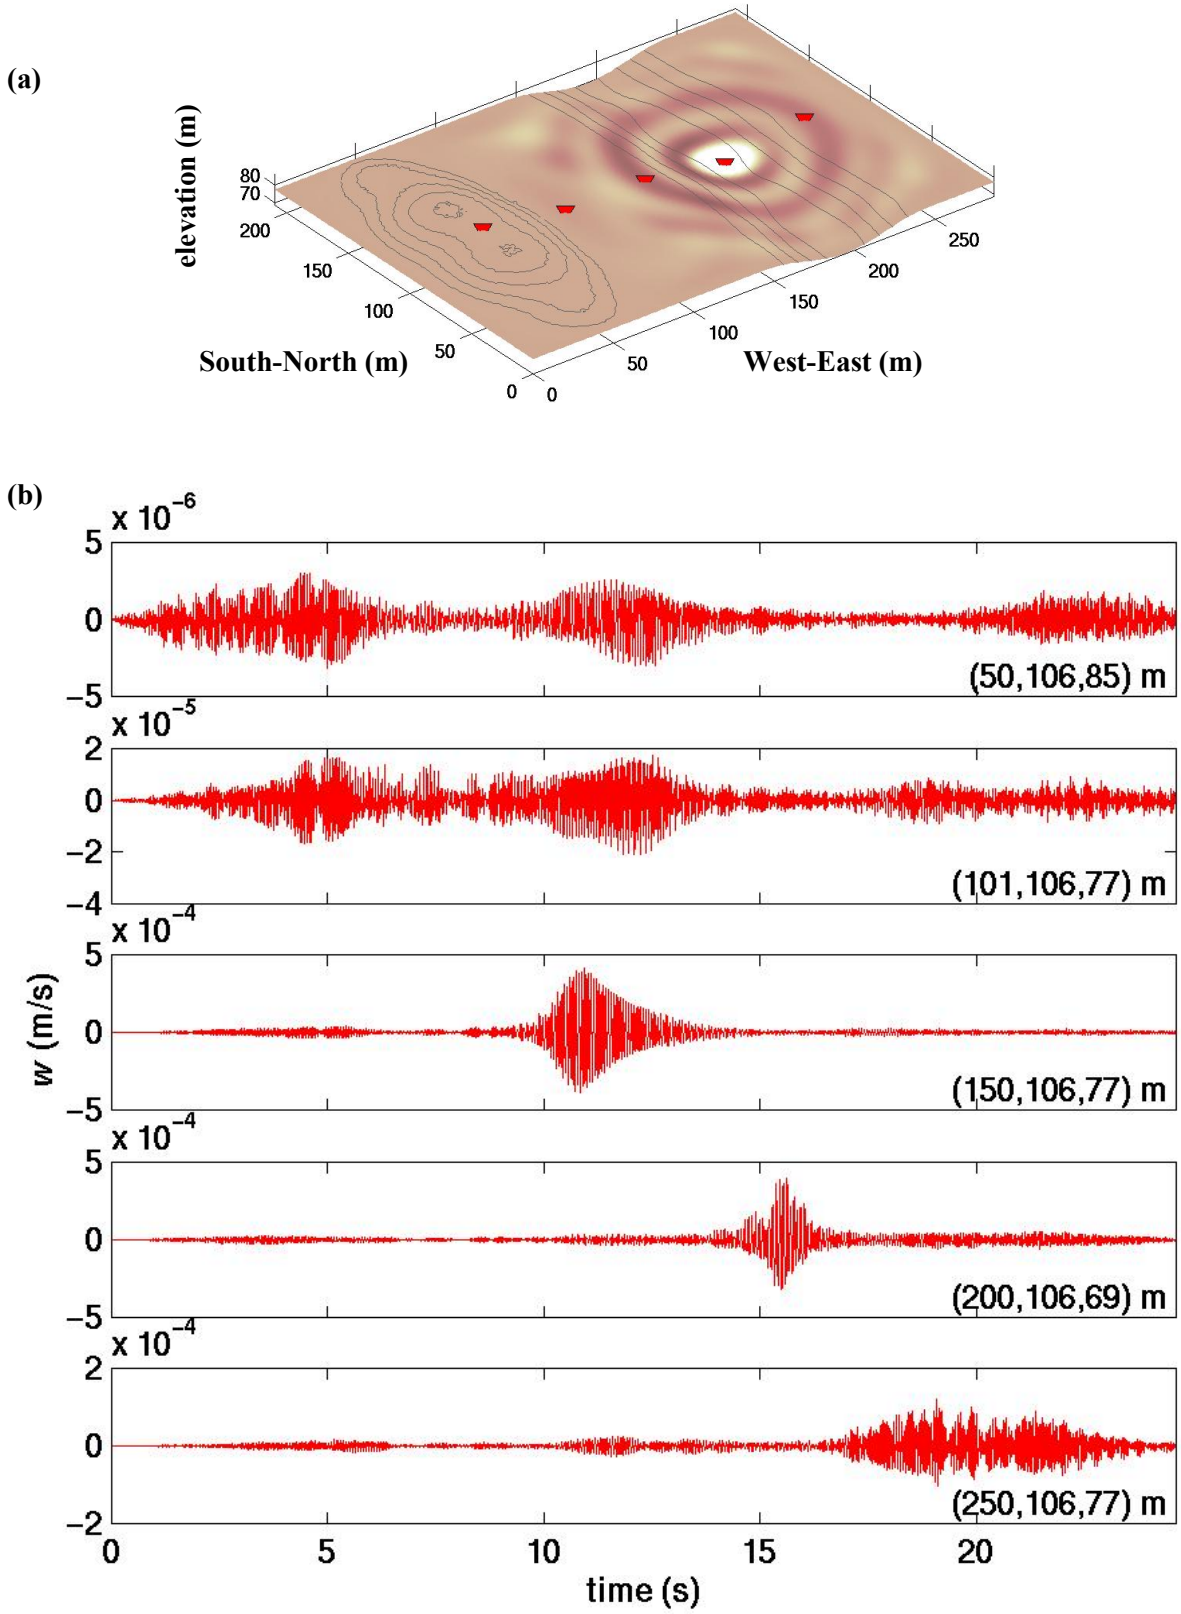 (a)
elevation (m)
80
70
200
150
100
50
0
0
50
100
150
200
250
South-North (m)
West-East (m)
(b)
x 10⁻⁶
5
0
−5
(50,106,85) m
x 10⁻⁵
2
0
−2
−4
(101,106,77) m
x 10⁻⁴
5
0
−5
(150,106,77) m
x 10⁻⁴
5
0
−5
(200,106,69) m
x 10⁻⁴
2
0
−2
(250,106,77) m
w (m/s)
0 5 10 15 20
time (s)